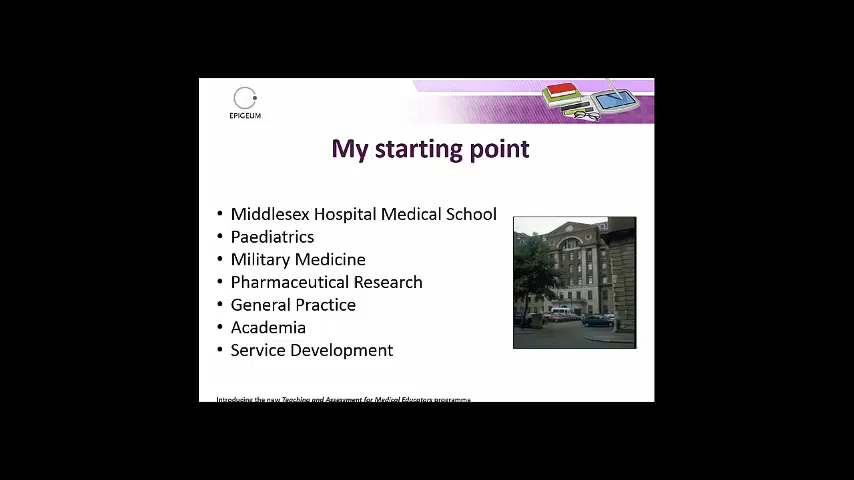 EPIGEUM
My starting point
• Middlesex Hospital Medical School
• Paediatrics
• Military Medicine
• Pharmaceutical Research
• General Practice
• Academia
• Service Development
Introducing the new Teaching and Assessment for Medical Educators programme